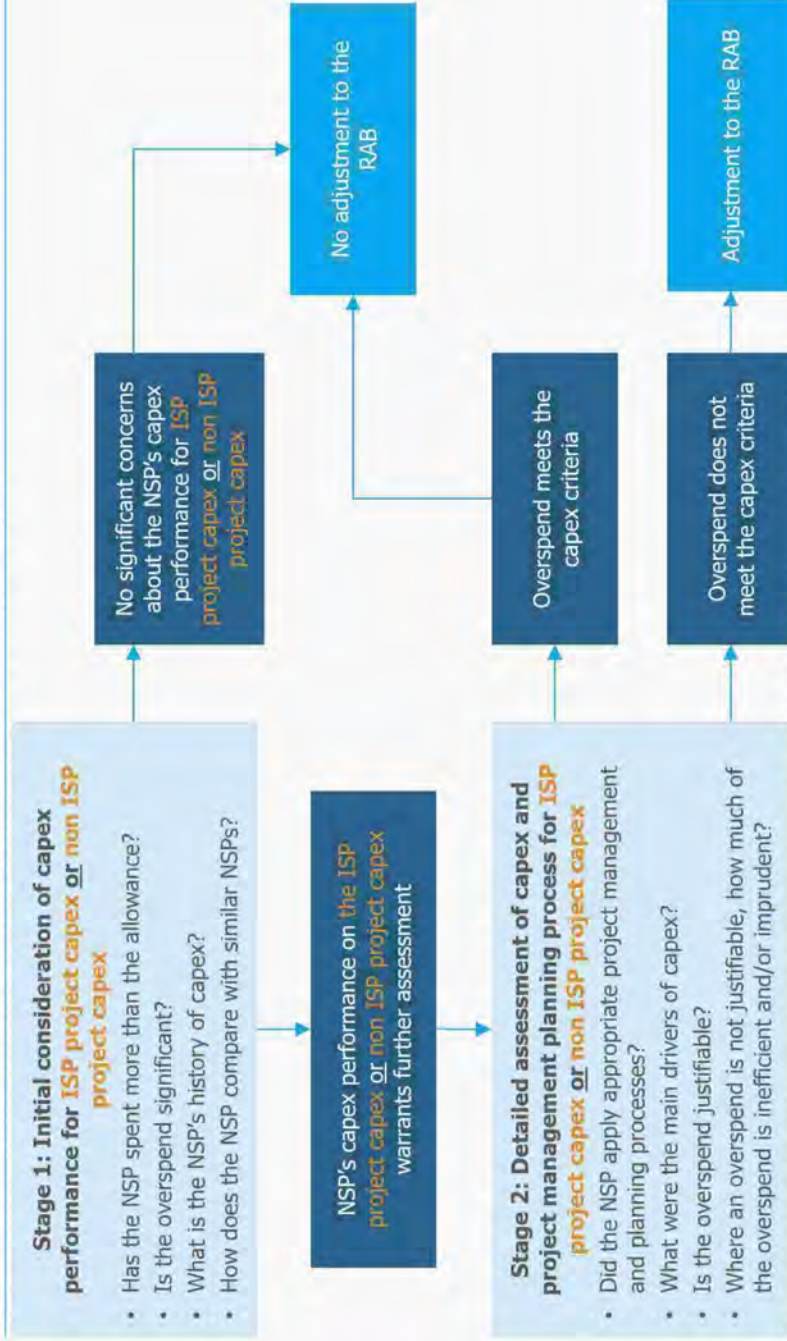 Stage 1: Initial consideration of capex
performance for ISP project capex or non ISP
project capex
• Has the NSP spent more than the allowance?
• Is the overspend significant?
• What is the NSP's history of capex?
• How does the NSP compare with similar NSPs?
No significant concerns
about the NSP's capex
performance for ISP
project capex or non ISP
project capex
No adjustment to the
RAB
NSP's capex performance on the ISP
project capex or non ISP project capex
warrants further assessment
Stage 2: Detailed assessment of capex and
project management planning process for ISP
project capex or non ISP project capex
• Did the NSP apply appropriate project management
and planning processes?
• What were the main drivers of capex?
• Is the overspend justifiable?
• Where an overspend is not justifiable, how much of
the overspend is inefficient and/or imprudent?
Overspend meets the
capex criteria
Overspend does not
meet the capex criteria
Adjustment to the RAB